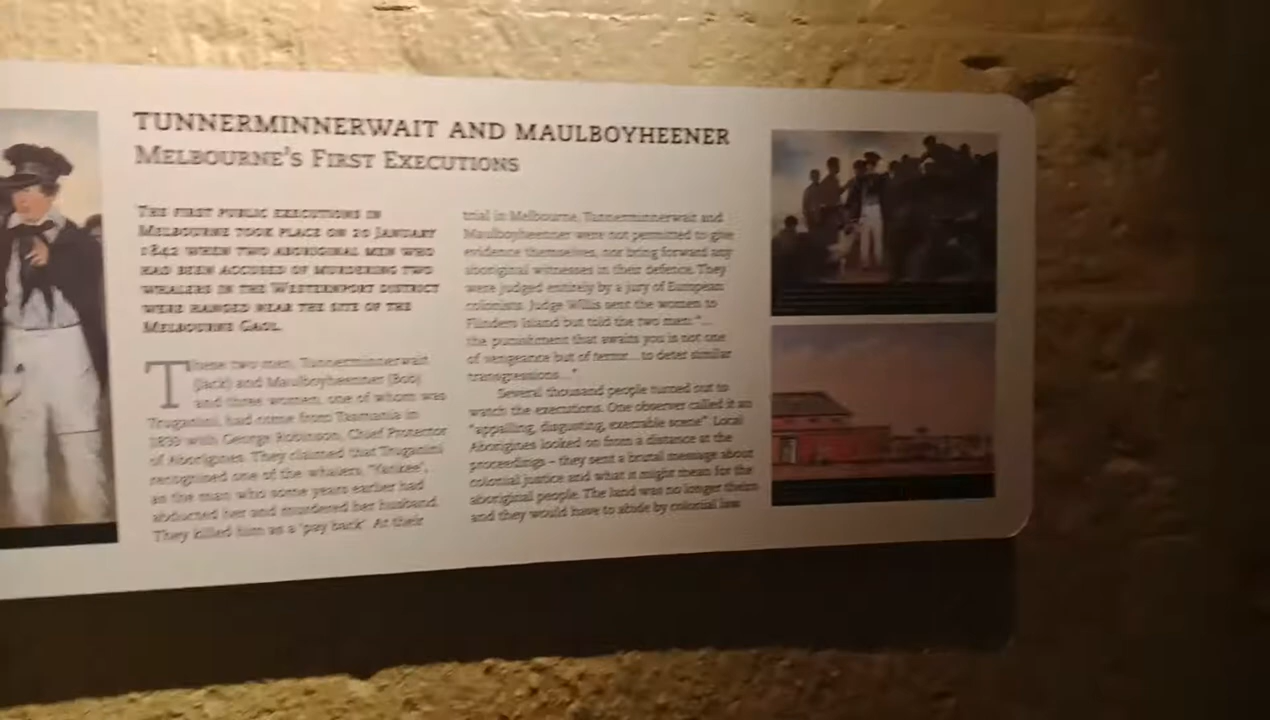 TUNNERMINNERWAIT AND MAULBOYHEENER
MELBOURNE'S FIRST EXECUTIONS
THE FIRST PUBLIC EXECUTIONS IN
MELBOURNE TOOK PLACE ON 20 JANUARY
1842 WHEN TWO ABORIGINAL MEN WHO
HAD BEEN ACCUSED OF MURDERING TWO
WHALERS IN THE WESTERNPORT DISTRICT
WERE HANGED NEAR THE SITE OF THE
MELBOURNE GAOL.
These two men, Tunnerminnerwait
(Jack) and Maulboyheenner (Bob)
and three women, one of whom was
Truganini, had come from Tasmania in
1839 with George Robinson, Chief Protector
of Aborigines. They claimed that Truganini
recognised one of the whalers, "Yankee",
as the man who some years earlier had
abducted her and murdered her husband.
They killed him as a 'pay back'. At their
trial in Melbourne, Tunnerminnerwait and
Maulboyheenner were not permitted to give
evidence themselves, nor bring forward any
aboriginal witnesses in their defence. They
were judged entirely by a jury of European
colonists. Judge Willis sent the women to
Flinders Island but told the two men: "...
the punishment that awaits you is not one
of vengeance but of terror... to deter similar
transgressions..."
Several thousand people turned out to
watch the executions. One observer called it an
"appalling, disgusting, execrable scene". Local
Aborigines looked on from a distance at the
proceedings – they sent a brutal message about
colonial justice and what it might mean for the
aboriginal people. The land was no longer theirs
and they would have to abide by colonial law